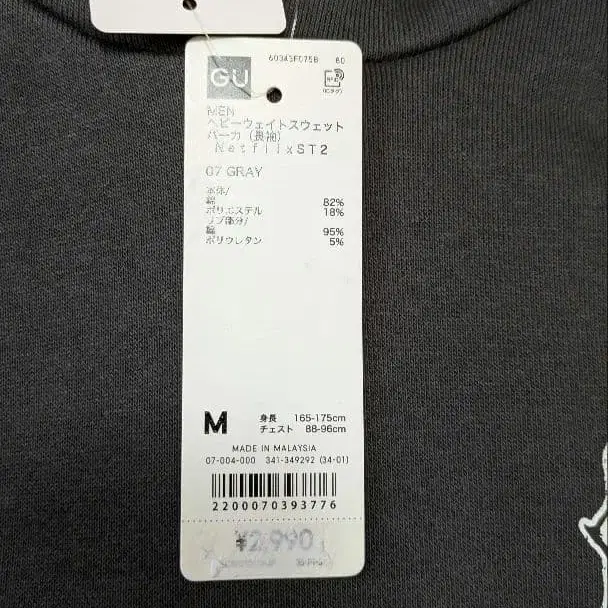 GU
MEN
ヘビーウェイトスウェット
パーカ(長袖)
NetflixST2
07 GRAY
本体/
綿 82%
ポリエステル 18%
リブ部分/
綿 95%
ポリウレタン 5%
M
身長 165-175cm
チェスト 88-96cm
MADE IN MALAYSIA
07-004-000 341-349292 (34-01)
2200070393776
¥2,990